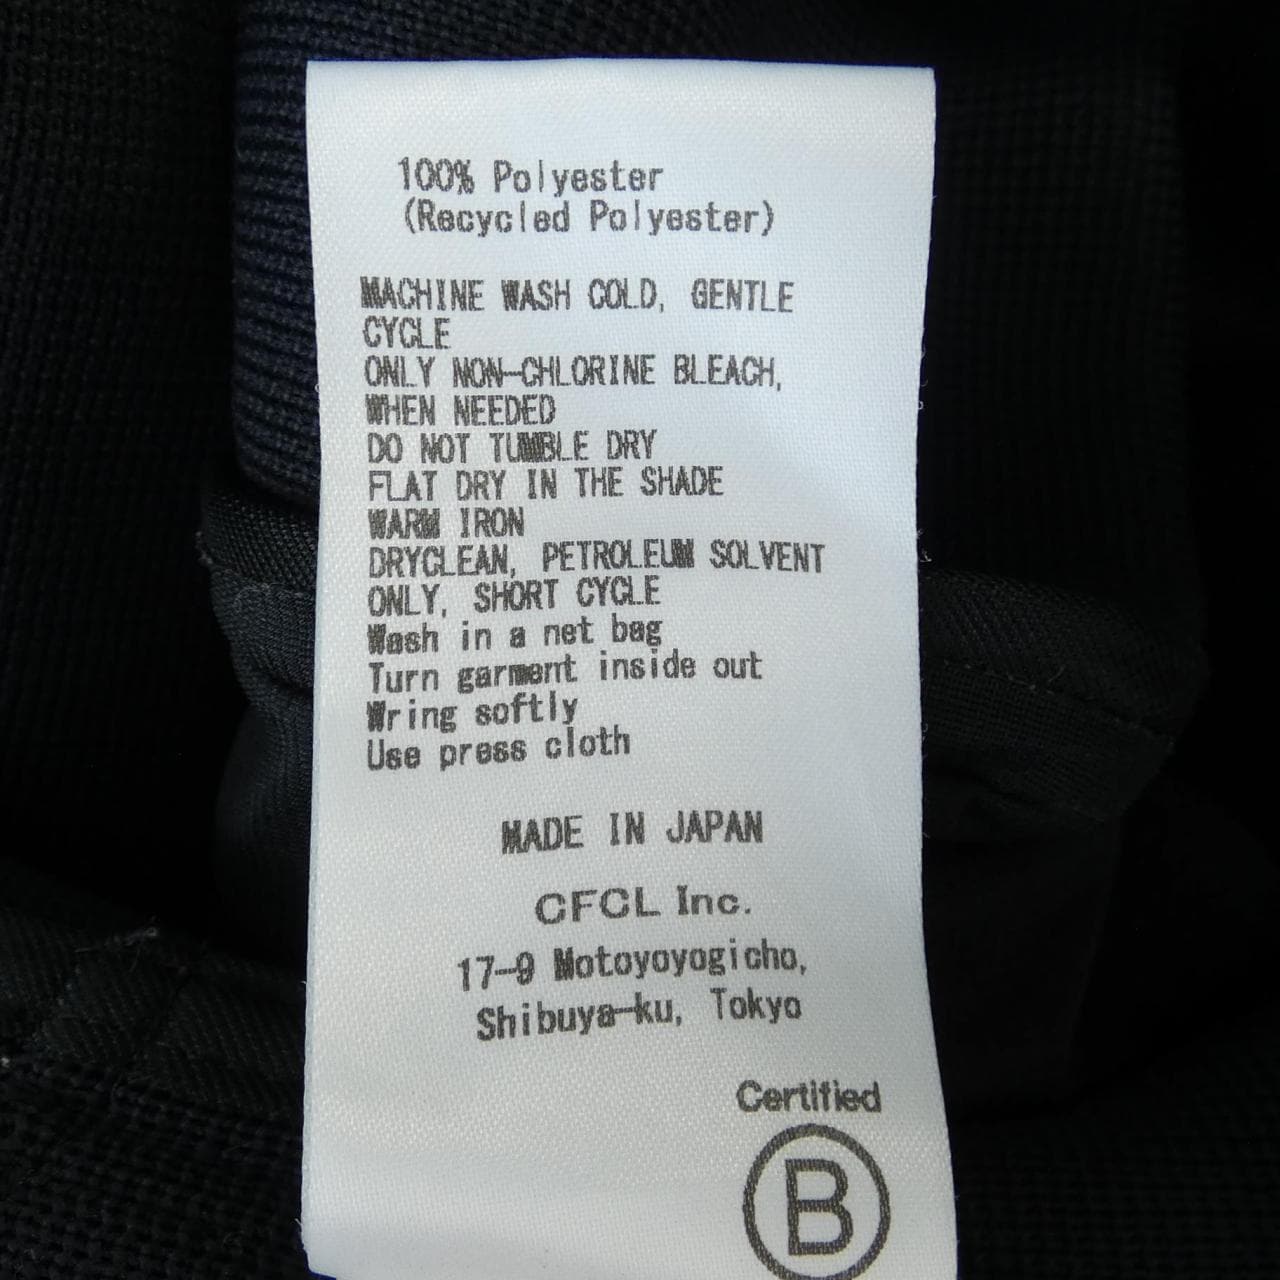 100% Polyester
(Recycled Polyester)
MACHINE WASH COLD, GENTLE
CYCLE
ONLY NON-CHLORINE BLEACH,
WHEN NEEDED
DO NOT TUMBLE DRY
FLAT DRY IN THE SHADE
WARM IRON
DRYCLEAN, PETROLEUM SOLVENT
ONLY, SHORT CYCLE
Wash in a net bag
Turn garment inside out
Wring softly
Use press cloth
MADE IN JAPAN
CFCL Inc.
17-9 Motoyoyogicho,
Shibuya-ku, Tokyo
Certified
B